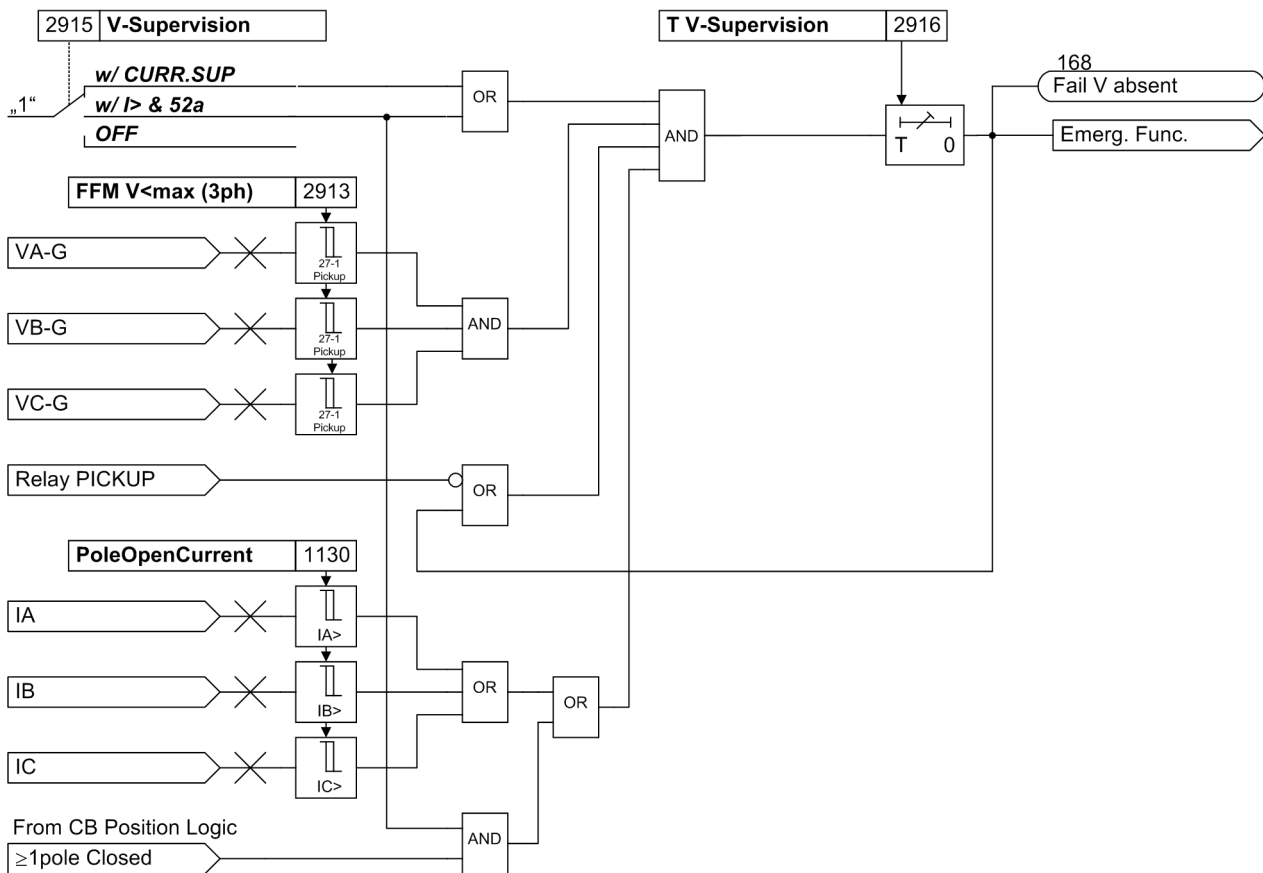 2915 V-Supervision
T V-Supervision 2916
w/ CURR.SUP
„1“
w/ I> & 52a
OFF
OR
AND
T 0
168
Fail V absent
Emerg. Func.
FFM V<max (3ph) 2913
VA-G
27-1
Pickup
VB-G
27-1
Pickup
AND
VC-G
27-1
Pickup
Relay PICKUP
OR
PoleOpenCurrent 1130
IA
IA>
IB
IB>
OR
OR
IC
IC>
From CB Position Logic
≥1pole Closed
AND